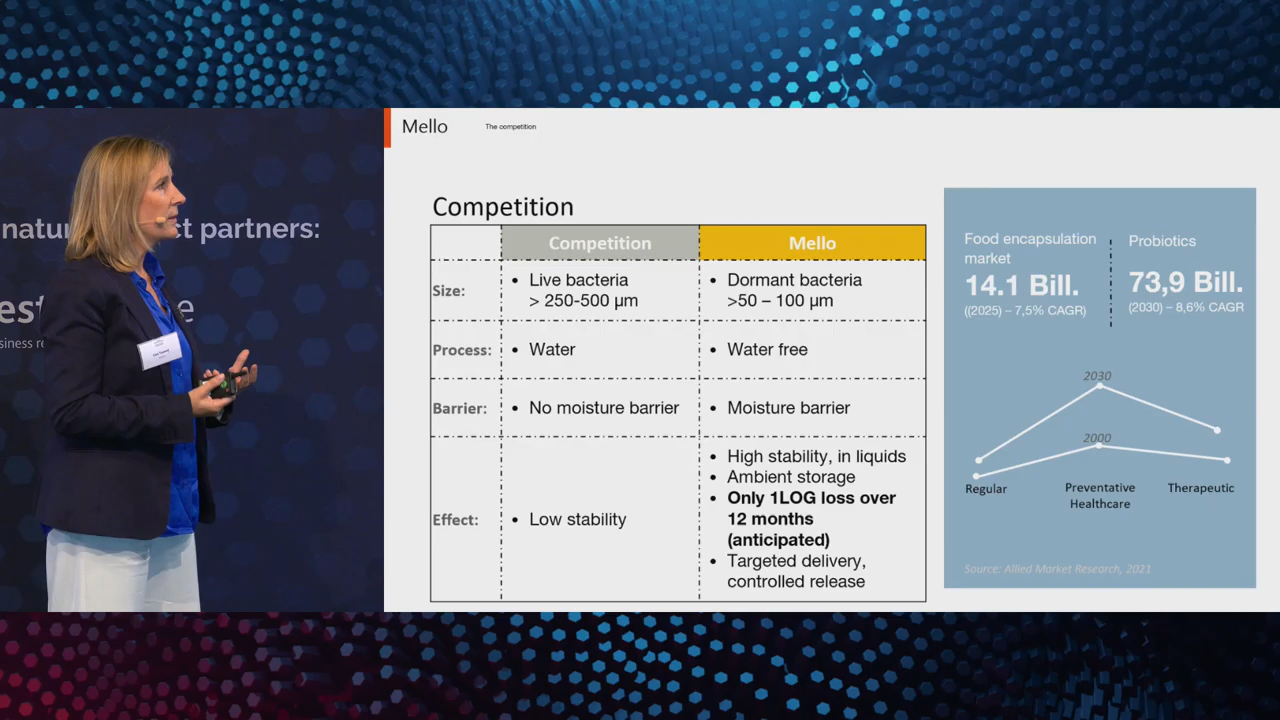 Mello
The competition
natur
st partners:
est
e
siness re
Competition
Competition
Mello
Size:
• Live bacteria
> 250-500 µm
• Dormant bacteria
>50 – 100 µm
Process:
• Water
• Water free
Barrier:
• No moisture barrier
• Moisture barrier
Effect:
• Low stability
• High stability, in liquids
• Ambient storage
• Only 1LOG loss over
12 months
(anticipated)
• Targeted delivery,
controlled release
Food encapsulation
market
14.1 Bill.
((2025) – 7,5% CAGR)
Probiotics
73,9 Bill.
(2030) – 8,6% CAGR
2030
2000
Regular
Preventative
Healthcare
Therapeutic
Source: Allied Market Research, 2021